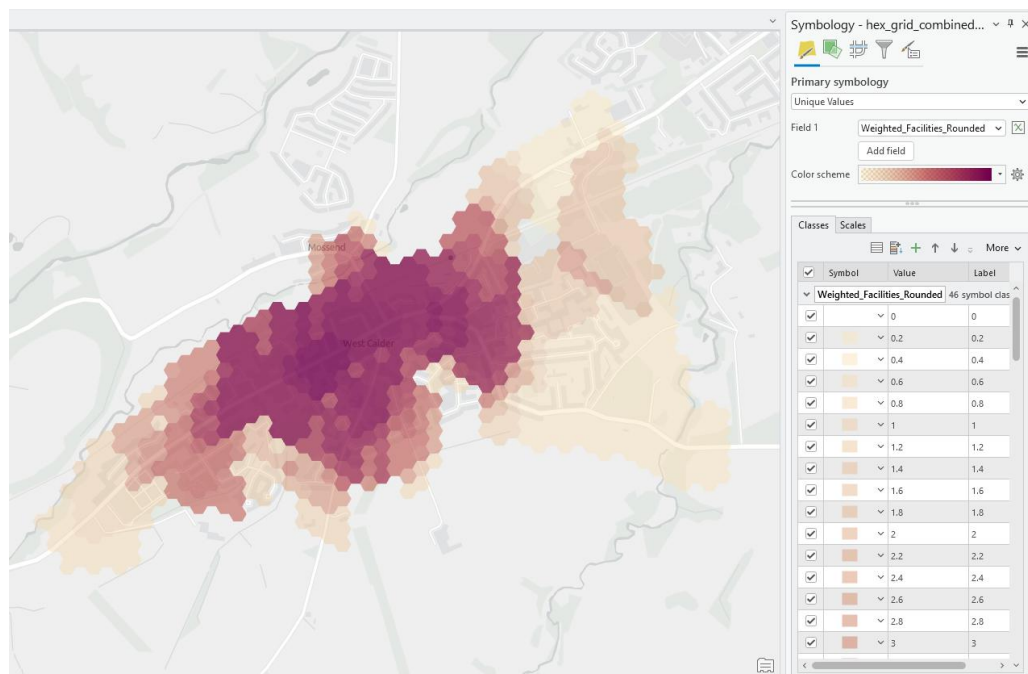 Mossend
West Calder
Symbology - hex_grid_combined...
Primary symbology
Unique Values
Field 1
Weighted_Facilities_Rounded
Add field
Color scheme
Classes
Scales
More
Symbol
Value
Label
Weighted_Facilities_Rounded
46 symbol clas
0 0
0.2 0.2
0.4 0.4
0.6 0.6
0.8 0.8
1 1
1.2 1.2
1.4 1.4
1.6 1.6
1.8 1.8
2 2
2.2 2.2
2.4 2.4
2.6 2.6
2.8 2.8
3 3